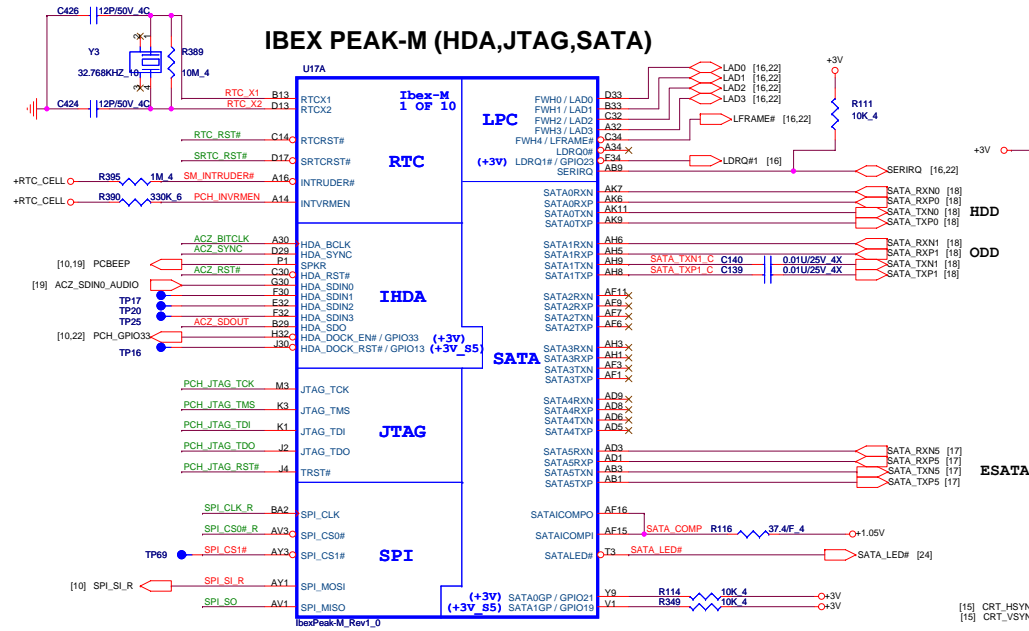 IBEX PEAK-M (HDA,JTAG,SATA)
C426 12P/50V_4C
Y3
2 1
32.768KHZ_10
3 4
R389
10M_4
C424 12P/50V_4C
U17A
Ibex-M
1 OF 10
RTC_X1 B13 RTCX1
RTC_X2 D13 RTCX2
RTC_RST# C14 RTCRST#
SRTC_RST# D17 SRTCRST#
+RTC_CELL R395 1M_4 SM_INTRUDER# A16 INTRUDER#
+RTC_CELL R390 330K_6 PCH_INVRMEN A14 INTVRMEN
RTC
ACZ_BITCLK A30 HDA_BCLK
ACZ_SYNC D29 HDA_SYNC
[10,19] PCBEEP P1 SPKR
ACZ_RST# C30 HDA_RST#
[19] ACZ_SDIN0_AUDIO G30 HDA_SDIN0
TP17 F30 HDA_SDIN1
TP20 E32 HDA_SDIN2
TP25 F32 HDA_SDIN3
ACZ_SDOUT B29 HDA_SDO
[10,22] PCH_GPIO33 H32 HDA_DOCK_EN# / GPIO33 (+3V)
TP16 J30 HDA_DOCK_RST# / GPIO13 (+3V_S5)
IHDA
PCH_JTAG_TCK M3 JTAG_TCK
PCH_JTAG_TMS K3 JTAG_TMS
PCH_JTAG_TDI K1 JTAG_TDI
PCH_JTAG_TDO J2 JTAG_TDO
PCH_JTAG_RST# J4 TRST#
JTAG
SPI_CLK_R BA2 SPI_CLK
SPI_CS0#_R AV3 SPI_CS0#
TP69 SPI_CS1# AY3 SPI_CS1#
[10] SPI_SI_R SPI_SI_R AY1 SPI_MOSI
SPI_SO AV1 SPI_MISO
SPI
IbexPeak-M_Rev1_0
LPC
FWH0 / LAD0 D33 LAD0 [16,22]
FWH1 / LAD1 B33 LAD1 [16,22]
FWH2 / LAD2 C32 LAD2 [16,22]
FWH3 / LAD3 A32 LAD3 [16,22]
FWH4 / LFRAME# C34 LFRAME# [16,22]
LDRQ0# A34
(+3V) LDRQ1# / GPIO23 F34 LDRQ#1 [16]
SERIRQ AB9 SERIRQ [16,22]
+3V
R111
10K_4
+3V
SATA
SATA0RXN AK7 SATA_RXN0 [18]
SATA0RXP AK6 SATA_RXP0 [18]
SATA0TXN AK11 SATA_TXN0 [18]
SATA0TXP AK9 SATA_TXP0 [18]
HDD
SATA1RXN AH6 SATA_RXN1 [18]
SATA1RXP AH5 SATA_RXP1 [18]
SATA1TXN AH9 SATA_TXN1_C C140 0.01U/25V_4X SATA_TXN1 [18]
SATA1TXP AH8 SATA_TXP1_C C139 0.01U/25V_4X SATA_TXP1 [18]
ODD
SATA2RXN AF11
SATA2RXP AF9
SATA2TXN AF7
SATA2TXP AF6
SATA3RXN AH3
SATA3RXP AH1
SATA3TXN AF3
SATA3TXP AF1
SATA4RXN AD9
SATA4RXP AD8
SATA4TXN AD6
SATA4TXP AD5
SATA5RXN AD3 SATA_RXN5 [17]
SATA5RXP AD1 SATA_RXP5 [17]
SATA5TXN AB3 SATA_TXN5 [17]
SATA5TXP AB1 SATA_TXP5 [17]
ESATA
SATAICOMPO AF16
SATAICOMPI AF15 SATA_COMP R116 37.4/F_4 +1.05V
SATALED# T3 SATA_LED# SATA_LED# [24]
(+3V) SATA0GP / GPIO21 Y9 R114 10K_4 +3V
(+3V_S5) SATA1GP / GPIO19 V1 R349 10K_4 +3V
[15] CRT_HSYN
[15] CRT_VSYN